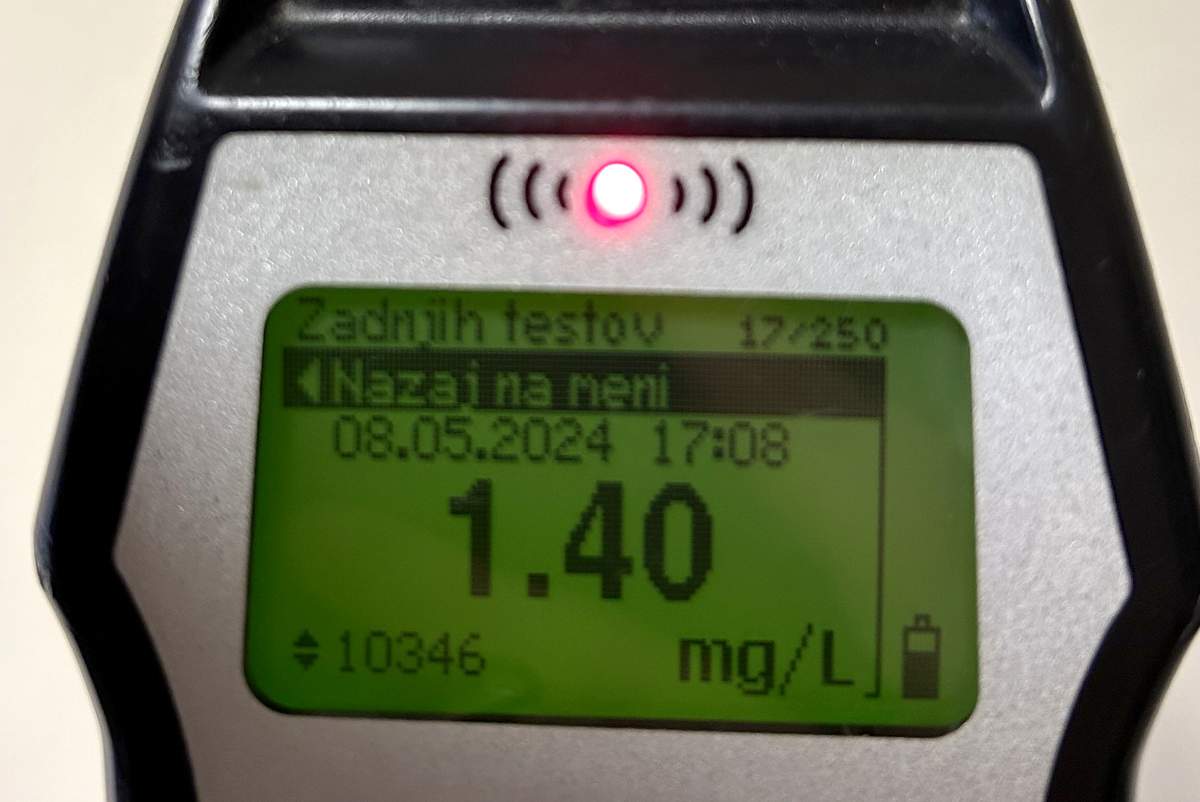 Zadnjih testov 17/250
Nazaj na meni
08.05.2024 17:08
1.40
10346 mg/L